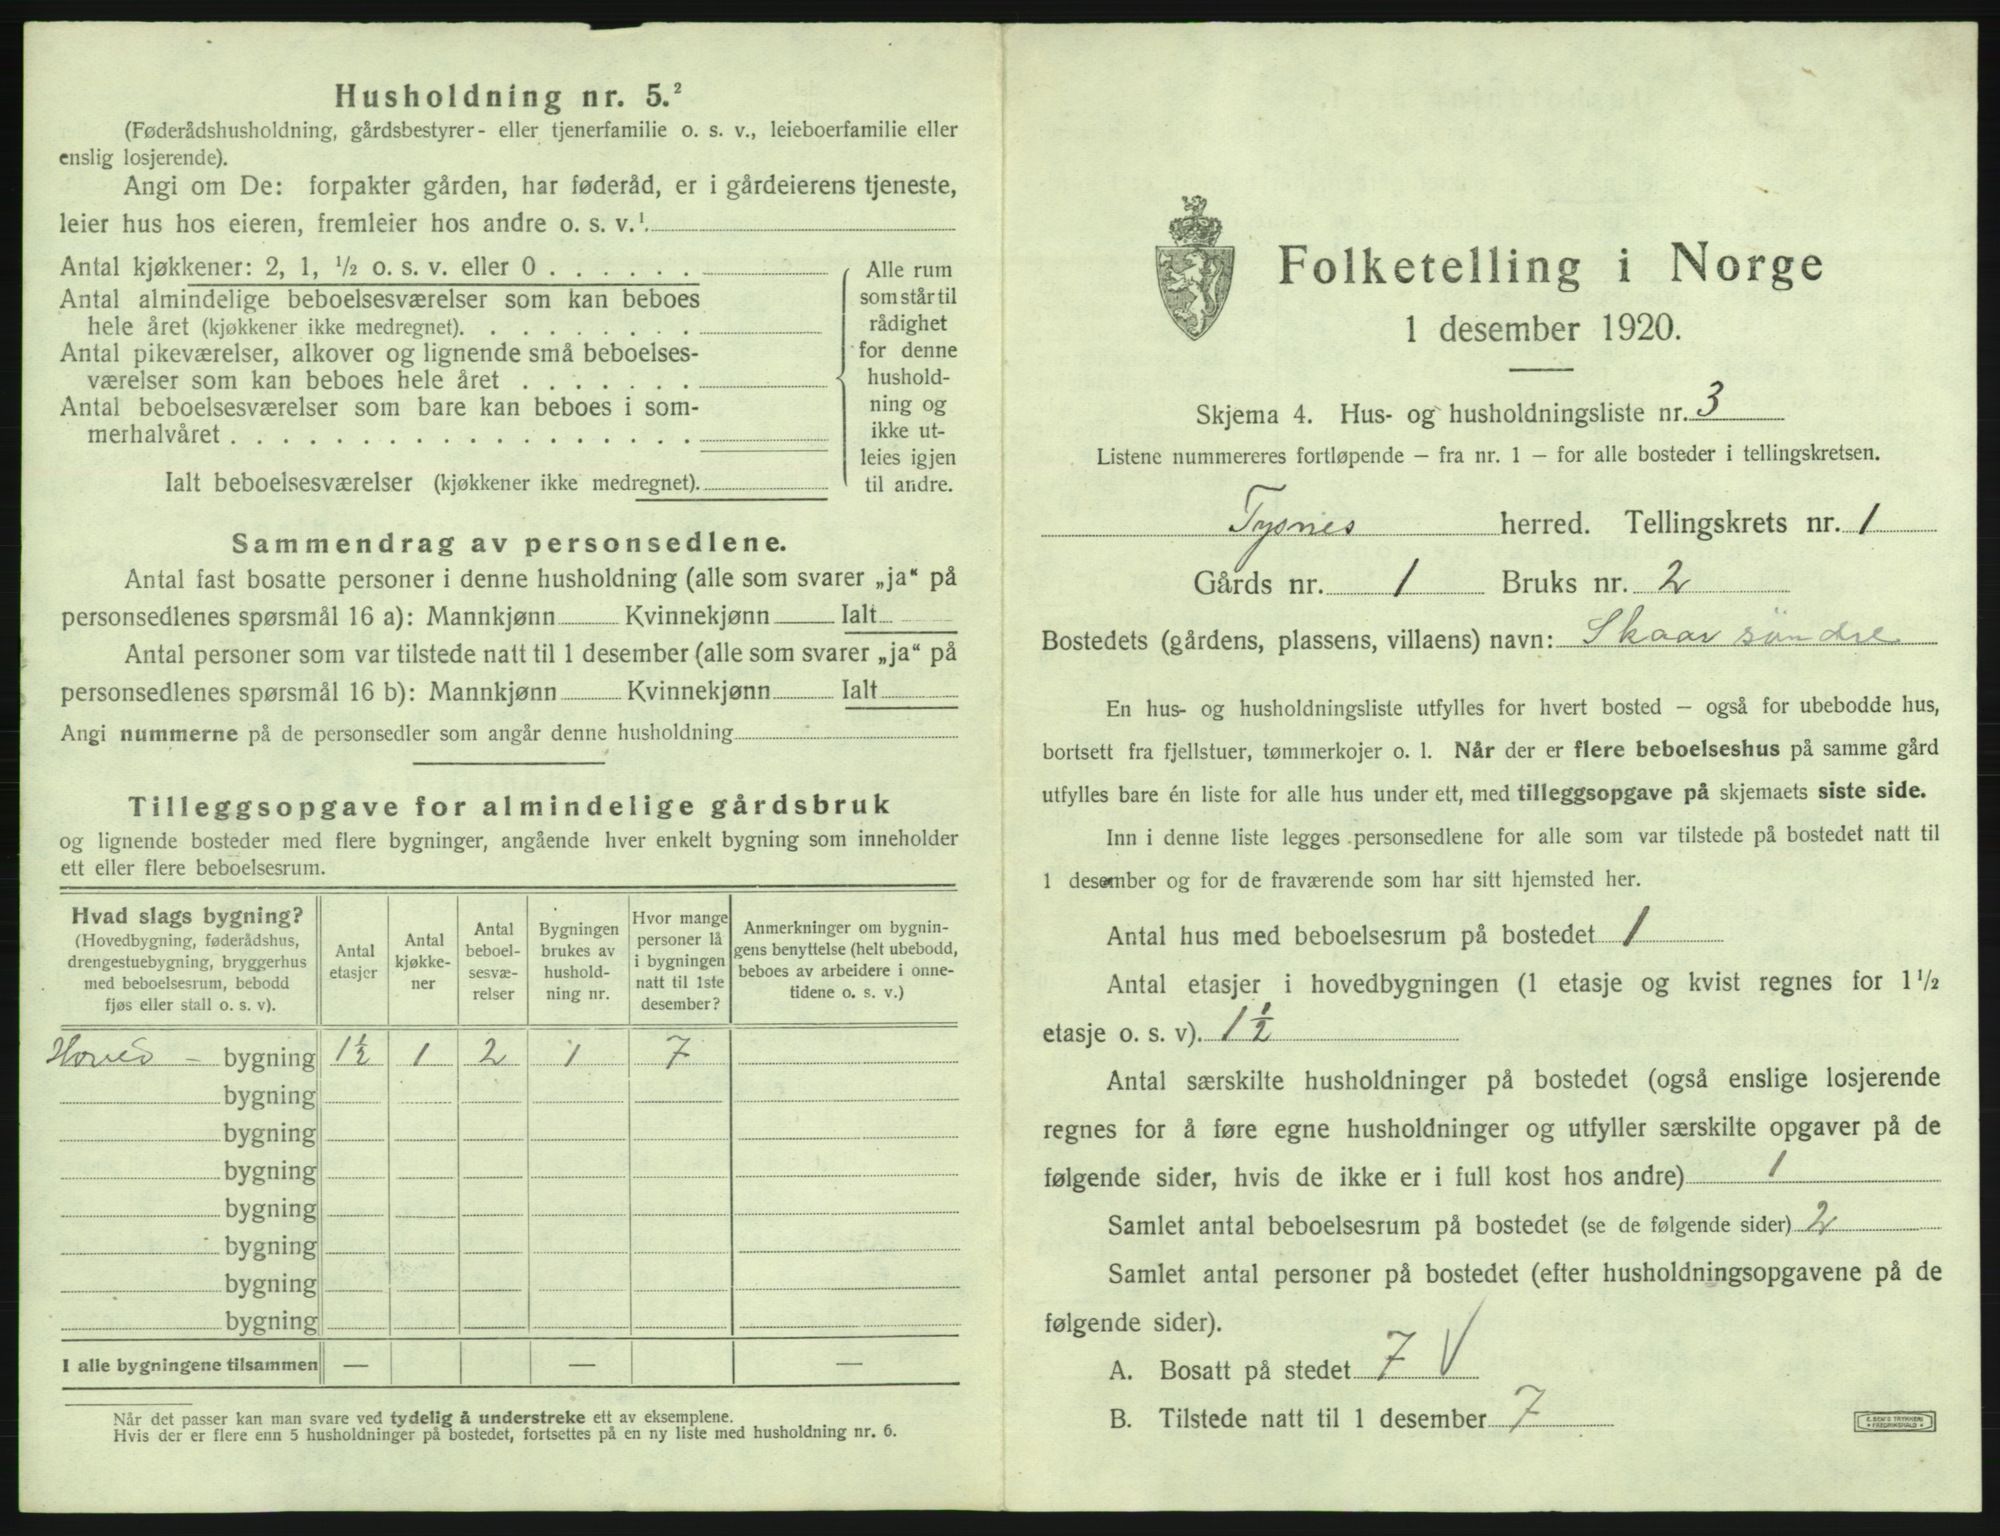 Husholdning nr. 5.²
(Føderådshusholdning, gårdsbestyrer- eller tjenerfamilie o. s. v., leieboerfamilie eller
enslig losjerende).
Angi om De: forpakter gården, har føderåd, er i gårdeierens tjeneste,
leier hus hos eieren, fremleier hos andre o. s. v.¹
Antal kjøkkener: 2, 1, ½ o. s. v. eller 0 . . . . . .
Antal almindelige beboelsesværelser som kan beboes
hele året (kjøkkener ikke medregnet). . . . . . . . .
Antal pikeværelser, alkover og lignende små beboelses-
værelser som kan beboes hele året . . . . . . .
Antal beboelsesværelser som bare kan beboes i som-
merhalvåret . . . . . . . . . . . . . . . . . .
Ialt beboelsesværelser (kjøkkener ikke medregnet).
Alle rum
som står til
rådighet
for denne
hushold-
ning og
ikke ut-
leies igjen
til andre.
Sammendrag av personsedlene.
Antal fast bosatte personer i denne husholdning (alle som svarer „ja“ på
personsedlenes spørsmål 16 a): Mannkjønn Kvinnekjønn Ialt
Antal personer som var tilstede natt til 1 desember (alle som svarer „ja“ på
personsedlenes spørsmål 16 b): Mannkjønn Kvinnekjønn Ialt
Angi nummerne på de personsedler som angår denne husholdning
Tilleggsopgave for almindelige gårdsbruk
og lignende bosteder med flere bygninger, angående hver enkelt bygning som inneholder
ett eller flere beboelsesrum.
Hvad slags bygning?
(Hovedbygning, føderådshus,
drengestuebygning, bryggerhus
med beboelsesrum, bebodd
fjøs eller stall o. s. v).
Antal
etasjer
Antal
kjøkke-
ner
Antal
beboel-
sesvæ-
relser
Bygningen
brukes av
hushold-
ning nr.
Hvor mange
personer lå
i bygningen
natt til 1ste
desember?
Anmerkninger om bygnin-
gens benyttelse (helt ubebodd,
beboes av arbeidere i onne-
tidene o. s. v.)
Hoved - bygning 1½ 1 2 1 7
bygning
bygning
bygning
bygning
bygning
bygning
bygning
I alle bygningene tilsammen — — —
Når det passer kan man svare ved tydelig å understreke ett av eksemplene.
Hvis der er flere enn 5 husholdninger på bostedet, fortsettes på en ny liste med husholdning nr. 6.
Folketelling i Norge
1 desember 1920.
Skjema 4. Hus- og husholdningsliste nr. 3
Listene nummereres fortløpende – fra nr. 1 – for alle bosteder i tellingskretsen.
Tysnes herred. Tellingskrets nr. 1
Gårds nr. 1 Bruks nr. 2
Bostedets (gårdens, plassens, villaens) navn: Skaar søndre
En hus- og husholdningsliste utfylles for hvert bosted – også for ubebodde hus,
bortsett fra fjellstuer, tømmerkojer o. l. Når der er flere beboelseshus på samme gård
utfylles bare én liste for alle hus under ett, med tilleggsopgave på skjemaets siste side.
Inn i denne liste legges personsedlene for alle som var tilstede på bostedet natt til
1 desember og for de fraværende som har sitt hjemsted her.
Antal hus med beboelsesrum på bostedet 1
Antal etasjer i hovedbygningen (1 etasje og kvist regnes for 1½
etasje o. s. v). 1½
Antal særskilte husholdninger på bostedet (også enslige losjerende
regnes for å føre egne husholdninger og utfyller særskilte opgaver på de
følgende sider, hvis de ikke er i full kost hos andre) 1
Samlet antal beboelsesrum på bostedet (se de følgende sider) 2
Samlet antal personer på bostedet (efter husholdningsopgavene på de
følgende sider).
A. Bosatt på stedet 7 V
B. Tilstede natt til 1 desember 7